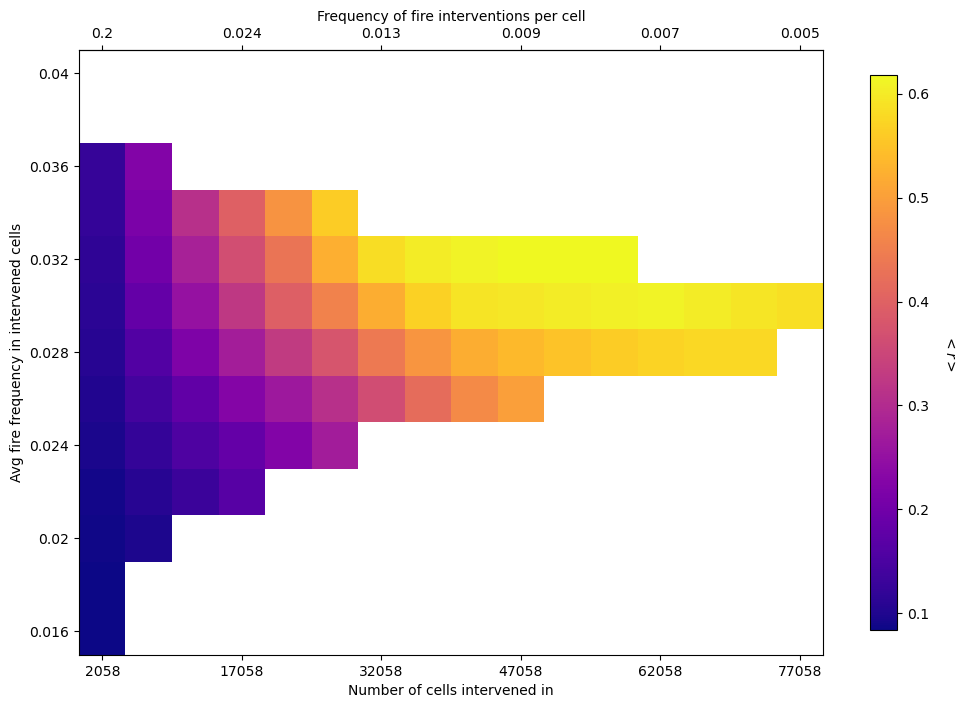 Frequency of fire interventions per cell
0.2 0.024 0.013 0.009 0.007 0.005
Avg fire frequency in intervened cells
0.04
0.036
0.032
0.028
0.024
0.02
0.016
2058 17058 32058 47058 62058 77058
Number of cells intervened in
0.6
0.5
0.4
0.3
0.2
0.1
< r >